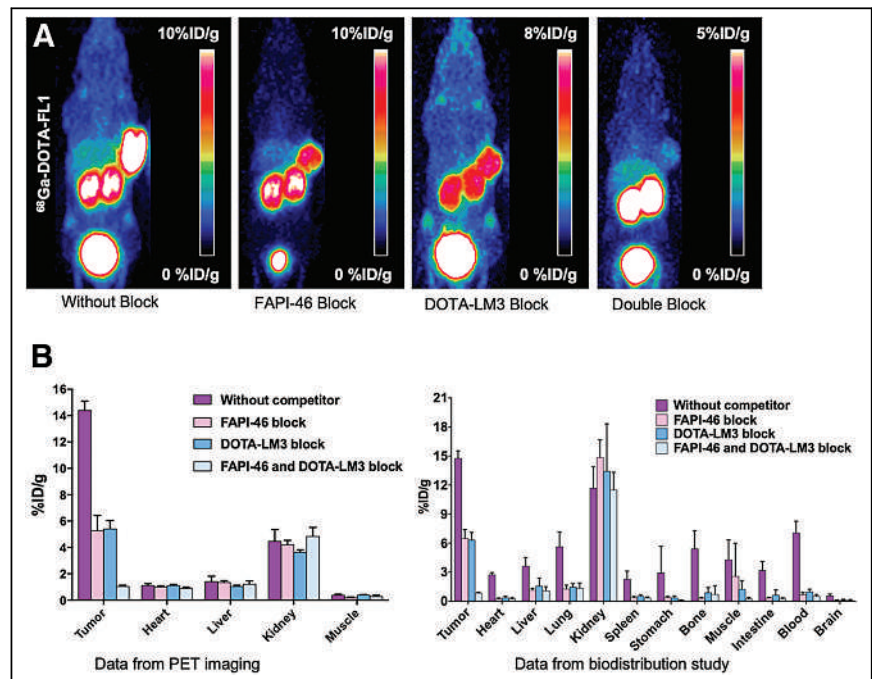 A
68Ga-DOTA-FL1
10%ID/g
0 %ID/g
Without Block
10%ID/g
0 %ID/g
FAPI-46 Block
8%ID/g
0 %ID/g
DOTA-LM3 Block
5%ID/g
0 %ID/g
Double Block
B
%ID/g
16
14
12
10
8
6
4
2
0
Without competitor
FAPI-46 block
DOTA-LM3 block
FAPI-46 and DOTA-LM3 block
Tumor
Heart
Liver
Kidney
Muscle
Data from PET imaging
%ID/g
21
18
15
12
9
6
3
0
Without competitor
FAPI-46 block
DOTA-LM3 block
FAPI-46 and DOTA-LM3 block
Tumor
Heart
Liver
Lung
Kidney
Spleen
Stomach
Bone
Muscle
Intestine
Blood
Brain
Data from biodistribution study